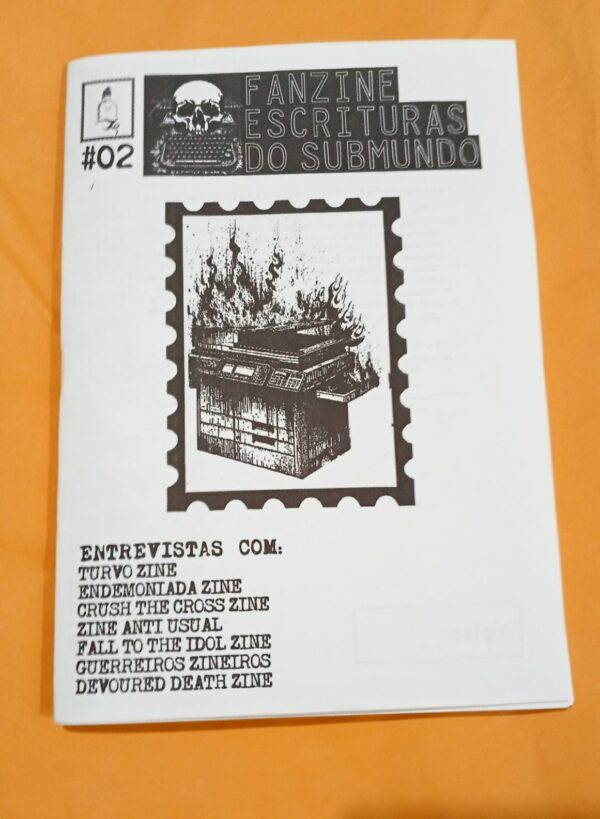 #02
FANZINE
ESCRITURAS
DO SUBMUNDO
ENTREVISTAS COM:
TURVO ZINE
ENDEMONIADA ZINE
CRUSH THE CROSS ZINE
ZINE ANTI USUAL
FALL TO THE IDOL ZINE
GUERREIROS ZINEIROS
DEVOURED DEATH ZINE